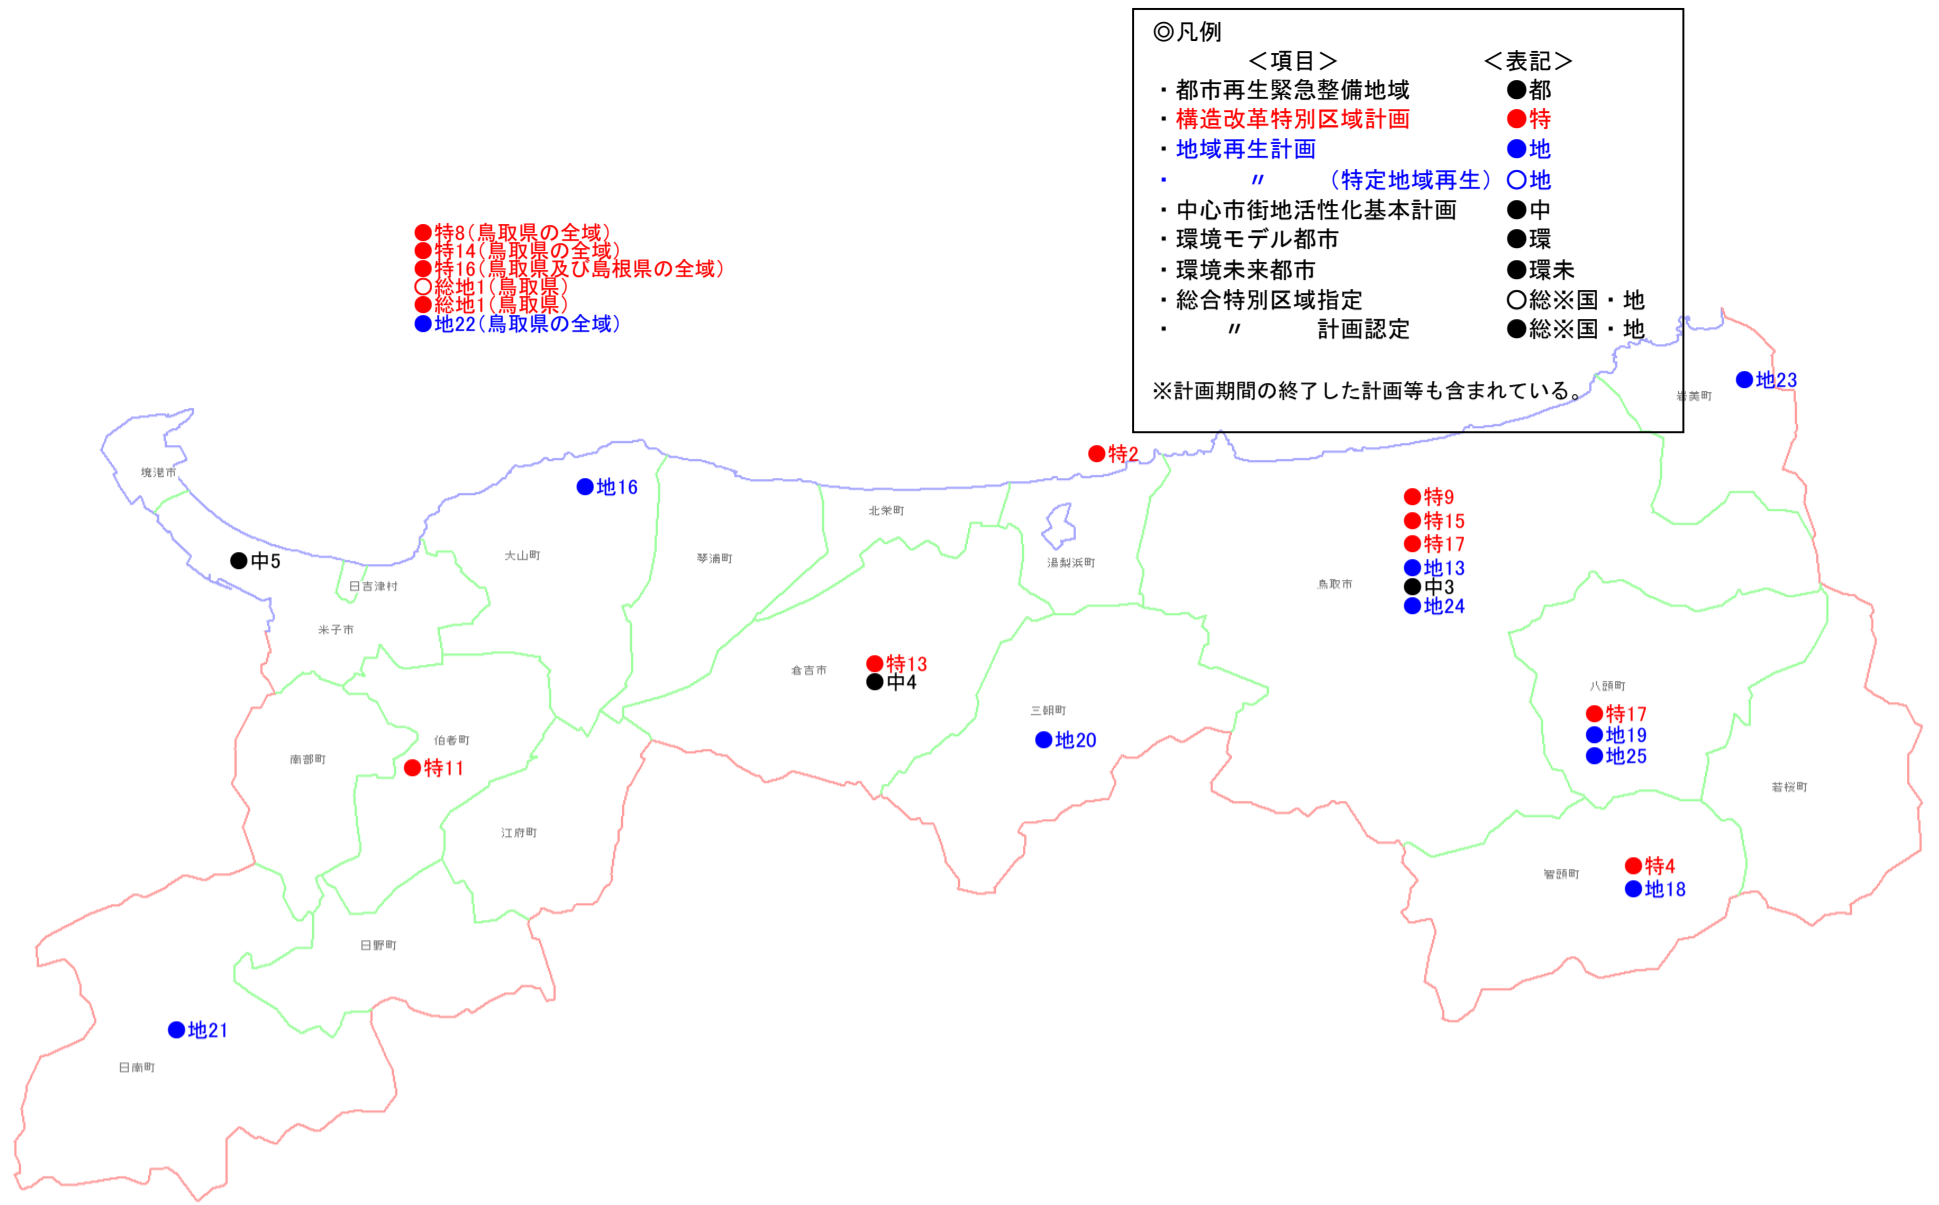 ◎凡例
＜項目＞ ＜表記＞
・都市再生緊急整備地域 ●都
・構造改革特別区域計画 ●特
・地域再生計画 ●地
・ 〃 （特定地域再生） ○地
・中心市街地活性化基本計画 ●中
・環境モデル都市 ●環
・環境未来都市 ●環未
・総合特別区域指定 ○総※国・地
・ 〃 計画認定 ●総※国・地
※計画期間の終了した計画等も含まれている。
●特8（鳥取県の全域）
●特14（鳥取県の全域）
●特16（鳥取県及び島根県の全域）
○総地1（鳥取県）
●総地1（鳥取県）
●地22（鳥取県の全域）
●地23
岩美町
●特2
境港市
●地16
●特9
●特15
●特17
●地13
●中3
●地24
北栄町
●中5
大山町
琴浦町
湯梨浜町
鳥取市
日吉津村
米子市
倉吉市
●特13
●中4
八頭町
●特17
●地19
●地25
三朝町
●地20
伯耆町
●特11
南部町
若桜町
江府町
智頭町
●特4
●地18
日野町
●地21
日南町